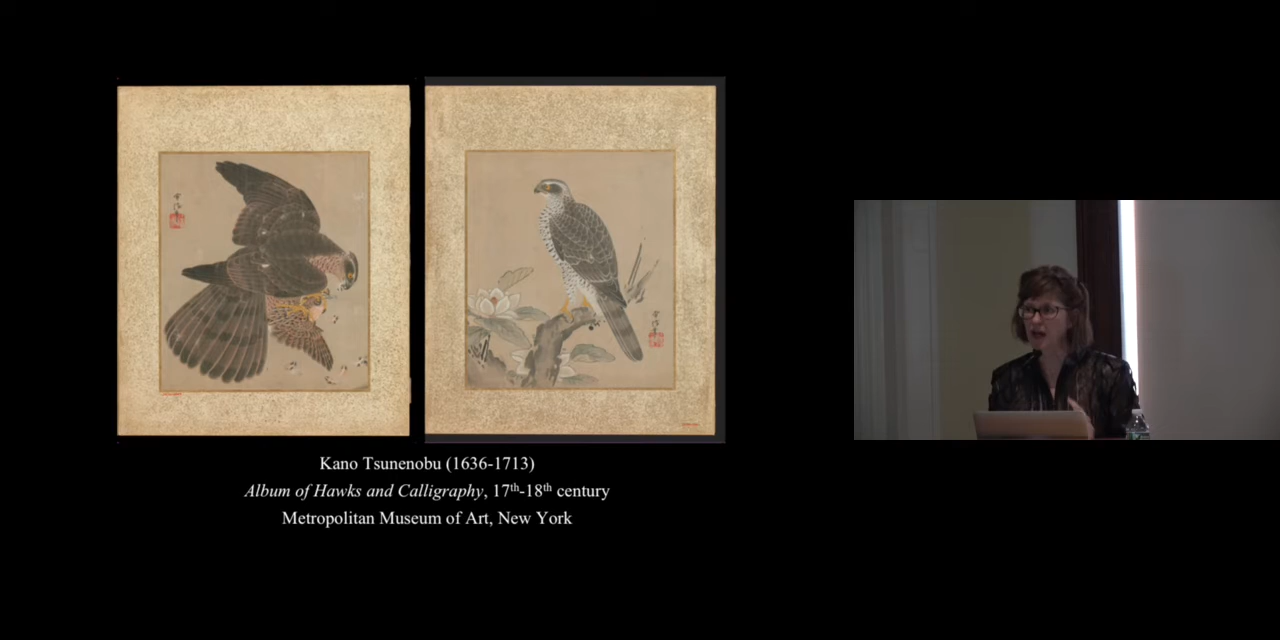 Kano Tsunenobu (1636-1713)
Album of Hawks and Calligraphy, 17th-18th century
Metropolitan Museum of Art, New York